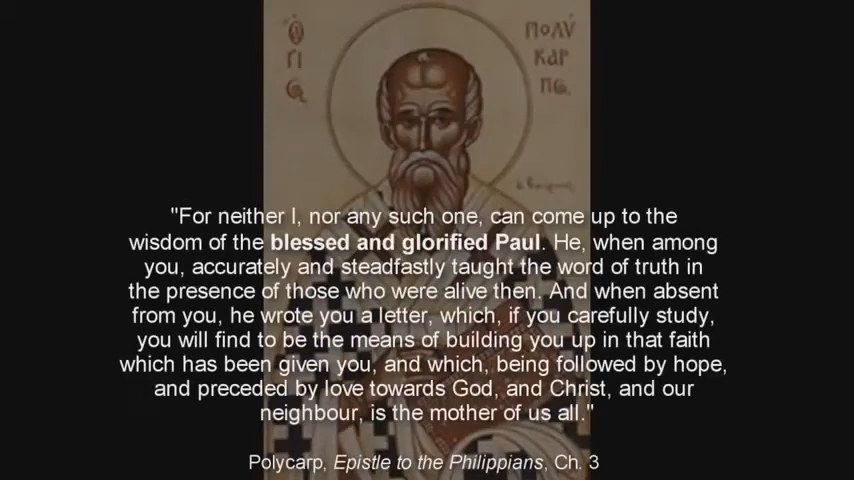 Ὁ
ΓΙ
ΠΟΛΎ
ΚΑΡ
ΠΟ.
"For neither I, nor any such one, can come up to the
wisdom of the blessed and glorified Paul. He, when among
you, accurately and steadfastly taught the word of truth in
the presence of those who were alive then. And when absent
from you, he wrote you a letter, which, if you carefully study,
you will find to be the means of building you up in that faith
which has been given you, and which, being followed by hope,
and preceded by love towards God, and Christ, and our
neighbour, is the mother of us all."
Polycarp, Epistle to the Philippians, Ch. 3